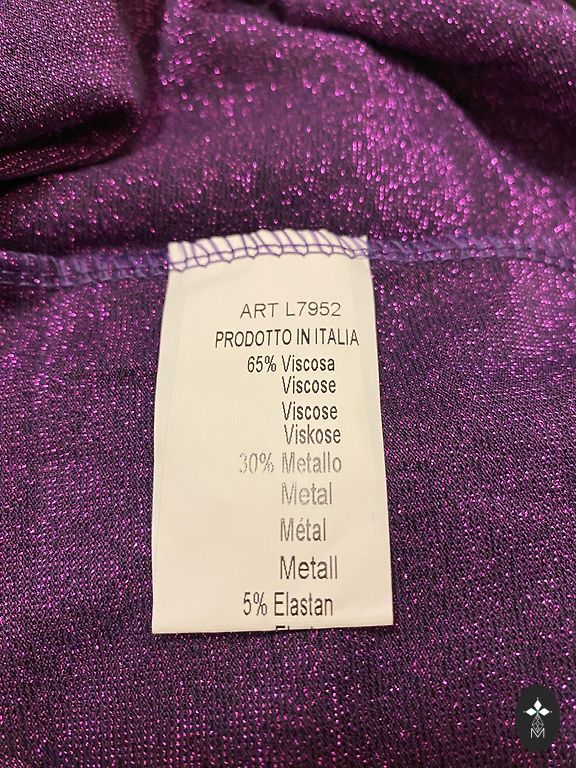 ART L7952
PRODOTTO IN ITALIA
65% Viscosa
Viscose
Viscose
Viskose
30% Metallo
Metal
Métal
Metall
5% Elastan